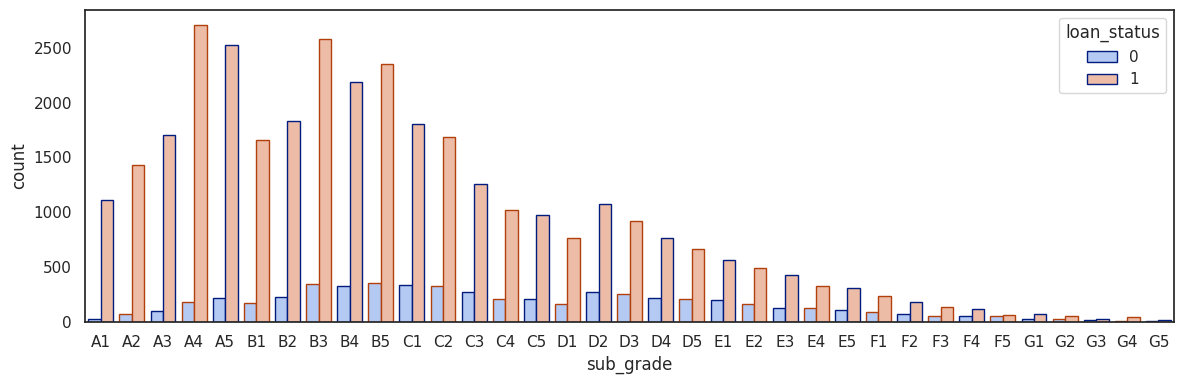 loan_status
0
1
2500
2000
1500
1000
500
0
count
A1 A2 A3 A4 A5 B1 B2 B3 B4 B5 C1 C2 C3 C4 C5 D1 D2 D3 D4 D5 E1 E2 E3 E4 E5 F1 F2 F3 F4 F5 G1 G2 G3 G4 G5
sub_grade